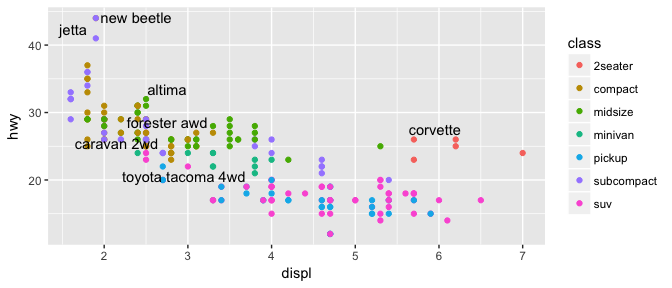 new beetle
jetta
altima
forester awd
corvette
caravan 2wd
toyota tacoma 4wd
40
30
20
hwy
2
3
4
5
6
7
displ
class
2seater
compact
midsize
minivan
pickup
subcompact
suv